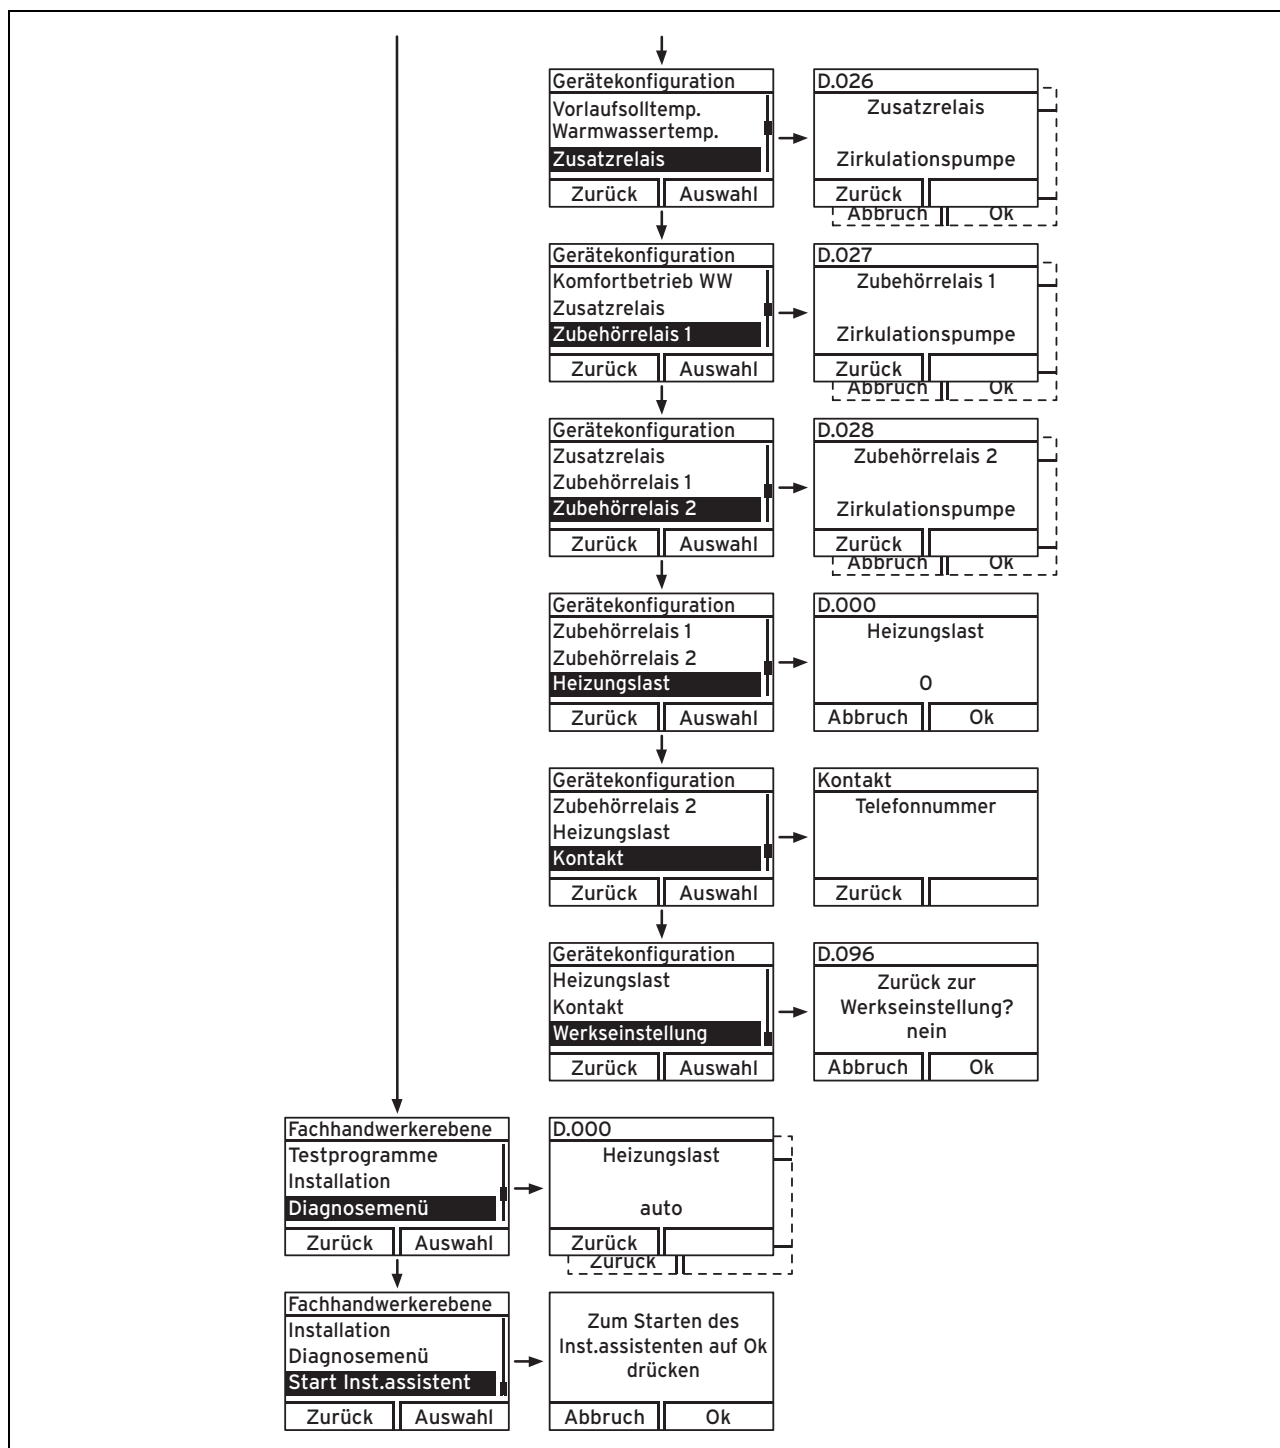 Gerätekonfiguration
Vorlaufsolltemp.
Warmwassertemp.
Zusatzrelais
Zurück Auswahl
D.026
Zusatzrelais
Zirkulationspumpe
Zurück
Abbruch Ok
Gerätekonfiguration
Komfortbetrieb WW
Zusatzrelais
Zubehörrelais 1
Zurück Auswahl
D.027
Zubehörrelais 1
Zirkulationspumpe
Zurück
Abbruch Ok
Gerätekonfiguration
Zusatzrelais
Zubehörrelais 1
Zubehörrelais 2
Zurück Auswahl
D.028
Zubehörrelais 2
Zirkulationspumpe
Zurück
Abbruch Ok
Gerätekonfiguration
Zubehörrelais 1
Zubehörrelais 2
Heizungslast
Zurück Auswahl
D.000
Heizungslast
0
Abbruch Ok
Gerätekonfiguration
Zubehörrelais 2
Heizungslast
Kontakt
Zurück Auswahl
Kontakt
Telefonnummer
Zurück
Gerätekonfiguration
Heizungslast
Kontakt
Werkseinstellung
Zurück Auswahl
D.096
Zurück zur
Werkseinstellung?
nein
Abbruch Ok
Fachhandwerkerebene
Testprogramme
Installation
Diagnosemenü
Zurück Auswahl
D.000
Heizungslast
auto
Zurück
Zurück
Fachhandwerkerebene
Installation
Diagnosemenü
Start Inst.assistent
Zurück Auswahl
Zum Starten des
Inst.assistenten auf Ok
drücken
Abbruch Ok